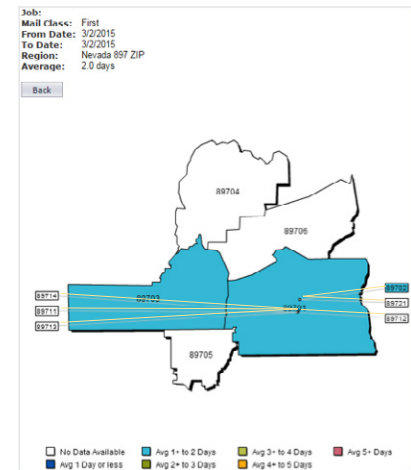 Job:
Mail Class: First
From Date: 3/2/2015
To Date: 3/2/2015
Region: Nevada 897 ZIP
Average: 2.0 days
Back
89704
89706
89702
89714
89703
89721
89711
89701
89712
89713
89705
No Data Available
Avg 1+ to 2 Days
Avg 3+ to 4 Days
Avg 5+ Days
Avg 1 Day or less
Avg 2+ to 3 Days
Avg 4+ to 5 Days